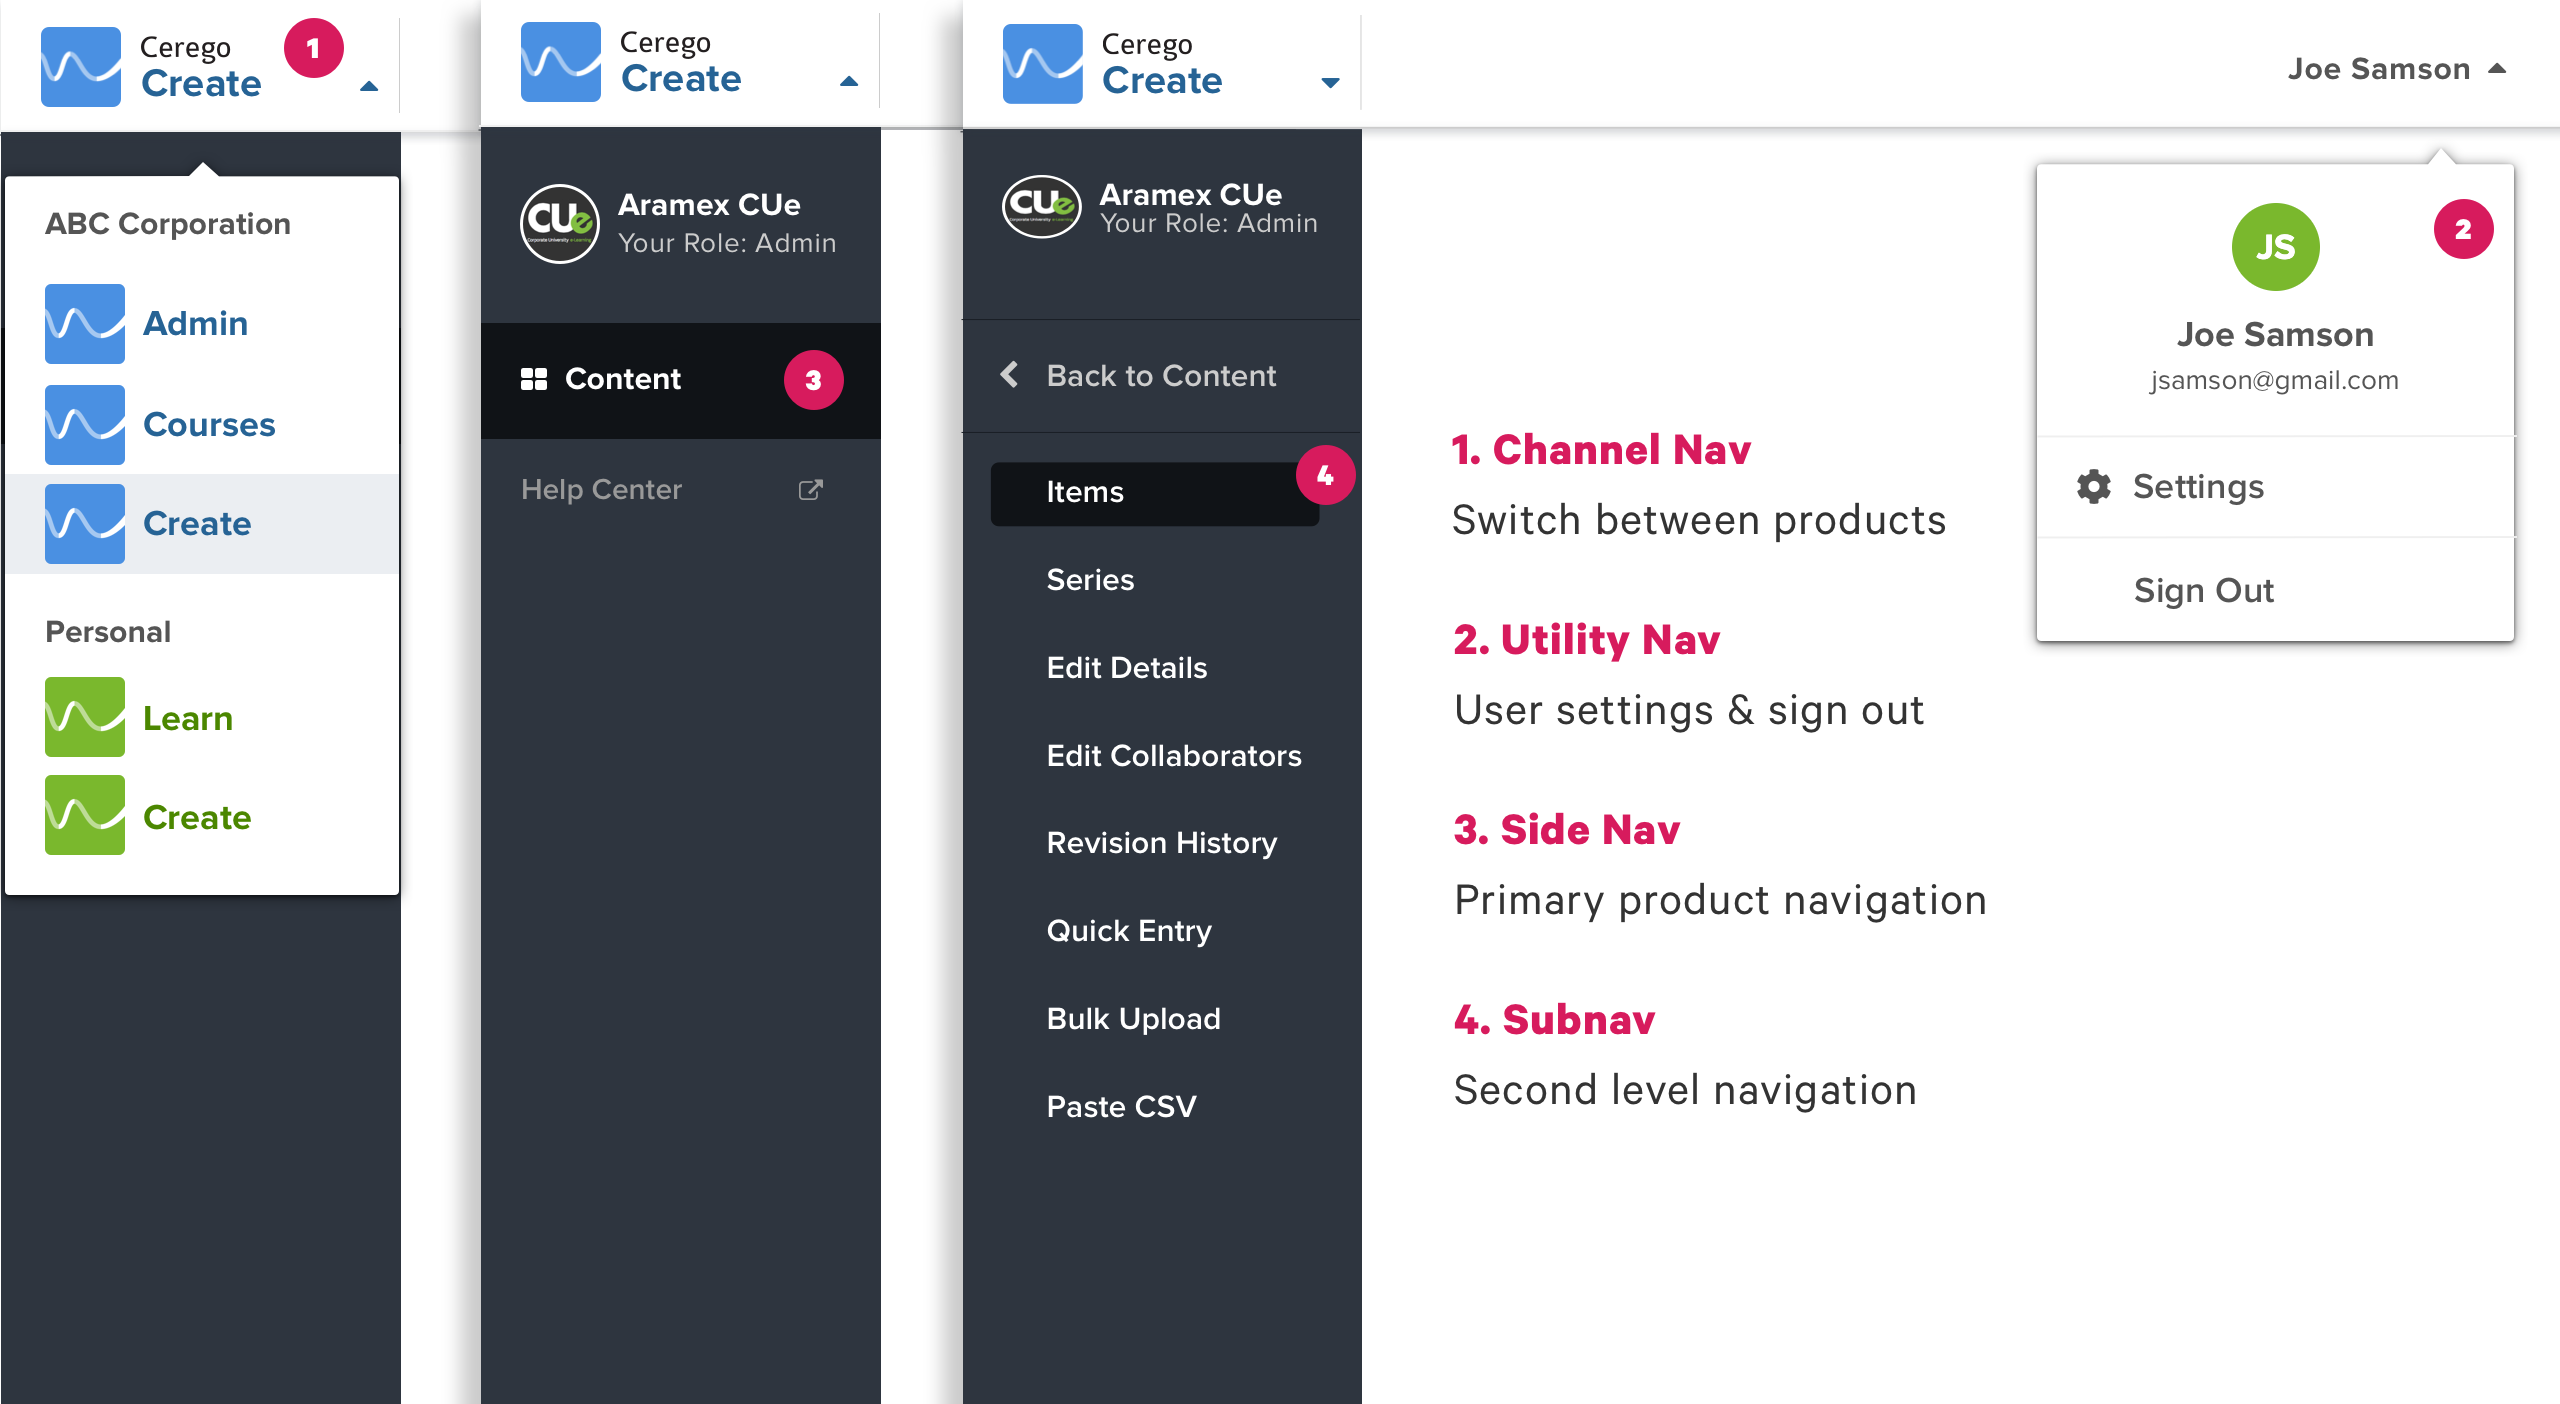 Cerego
Create
1
ABC Corporation
Admin
Courses
Create
Personal
Learn
Create
Cerego
Create
CUe
Aramex CUe
Your Role: Admin
Content
3
Help Center
Cerego
Create
CUe
Aramex CUe
Your Role: Admin
Back to Content
Items
4
Series
Edit Details
Edit Collaborators
Revision History
Quick Entry
Bulk Upload
Paste CSV
1. Channel Nav
Switch between products
2. Utility Nav
User settings & sign out
3. Side Nav
Primary product navigation
4. Subnav
Second level navigation
Joe Samson
JS
2
Joe Samson
jsamson@gmail.com
Settings
Sign Out